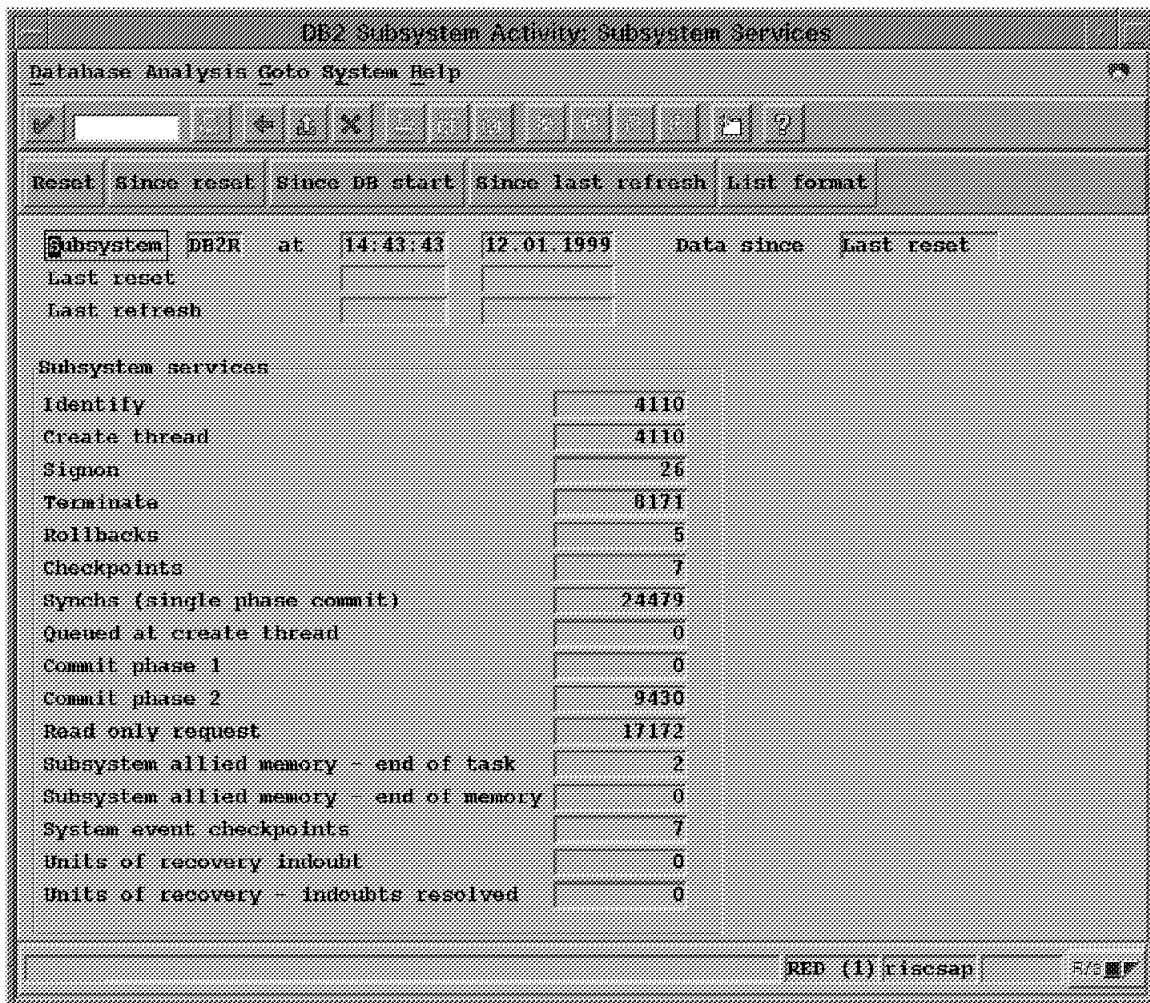 DB2 Subsystem Activity: Subsystem Services
Database Analysis Goto System Help
Reset Since reset Since DB start Since last refresh List format
Subsystem DB2R at 14:43:43 12.01.1999 Data since Last reset
Last reset
Last refresh
Subsystem services
Identify 4110
Create thread 4110
Signon 26
Terminate 8171
Rollbacks 5
Checkpoints 7
Synchs (single phase commit) 24479
Queued at create thread 0
Commit phase 1 0
Commit phase 2 9430
Read only request 17172
Subsystem allied memory - end of task 2
Subsystem allied memory - end of memory 0
System event checkpoints 7
Units of recovery indoubt 0
Units of recovery - indoubts resolved 0
RED (1) riscsap